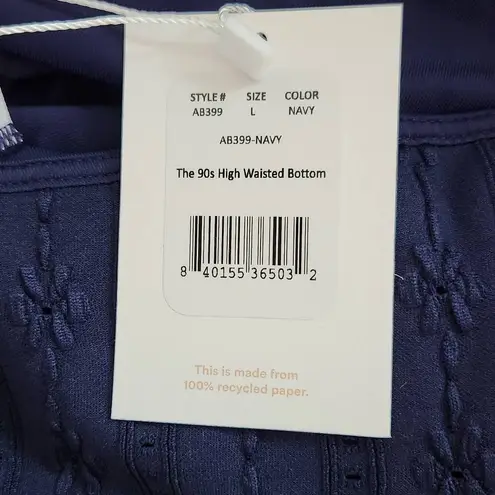 STYLE # SIZE COLOR
AB399 L NAVY
AB399-NAVY
The 90s High Waisted Bottom
8 40155 36503 2
This is made from
100% recycled paper.